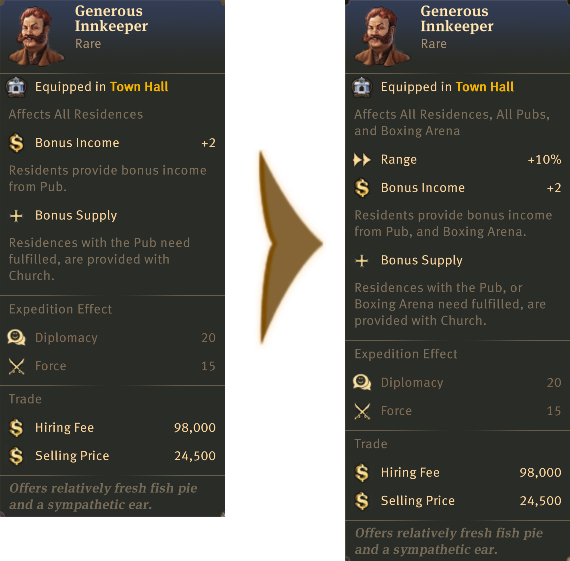 Generous
Innkeeper
Rare
Equipped in Town Hall
Affects All Residences
Bonus Income +2
Residents provide bonus income
from Pub.
Bonus Supply
Residences with the Pub need
fulfilled, are provided with
Church.
Expedition Effect
Diplomacy 20
Force 15
Trade
Hiring Fee 98,000
Selling Price 24,500
Offers relatively fresh fish pie
and a sympathetic ear.
Generous
Innkeeper
Rare
Equipped in Town Hall
Affects All Residences, All Pubs,
and Boxing Arena
Range +10%
Bonus Income +2
Residents provide bonus income
from Pub, and Boxing Arena.
Bonus Supply
Residences with the Pub, or
Boxing Arena need fulfilled, are
provided with Church.
Expedition Effect
Diplomacy 20
Force 15
Trade
Hiring Fee 98,000
Selling Price 24,500
Offers relatively fresh fish pie
and a sympathetic ear.